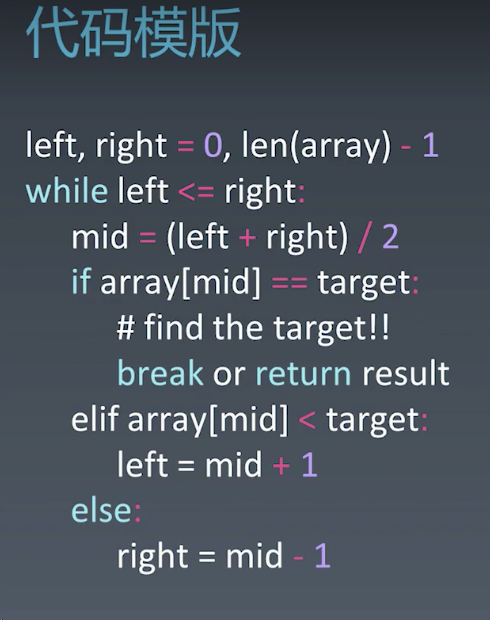 代码模版
left, right = 0, len(array) - 1
while left <= right:
    mid = (left + right) / 2
    if array[mid] == target:
        # find the target!!
        break or return result
    elif array[mid] < target:
        left = mid + 1
    else:
        right = mid - 1